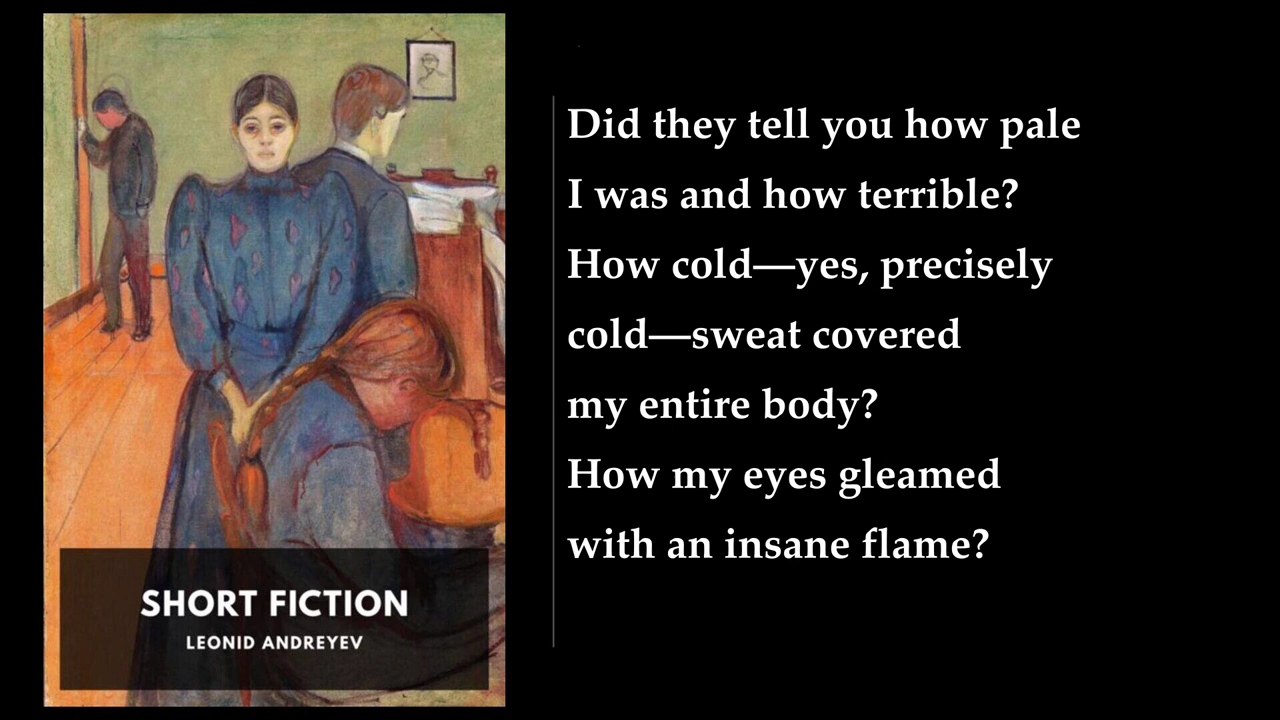 SHORT FICTION
LEONID ANDREYEV
Did they tell you how pale
I was and how terrible?
How cold—yes, precisely
cold—sweat covered
my entire body?
How my eyes gleamed
with an insane flame?